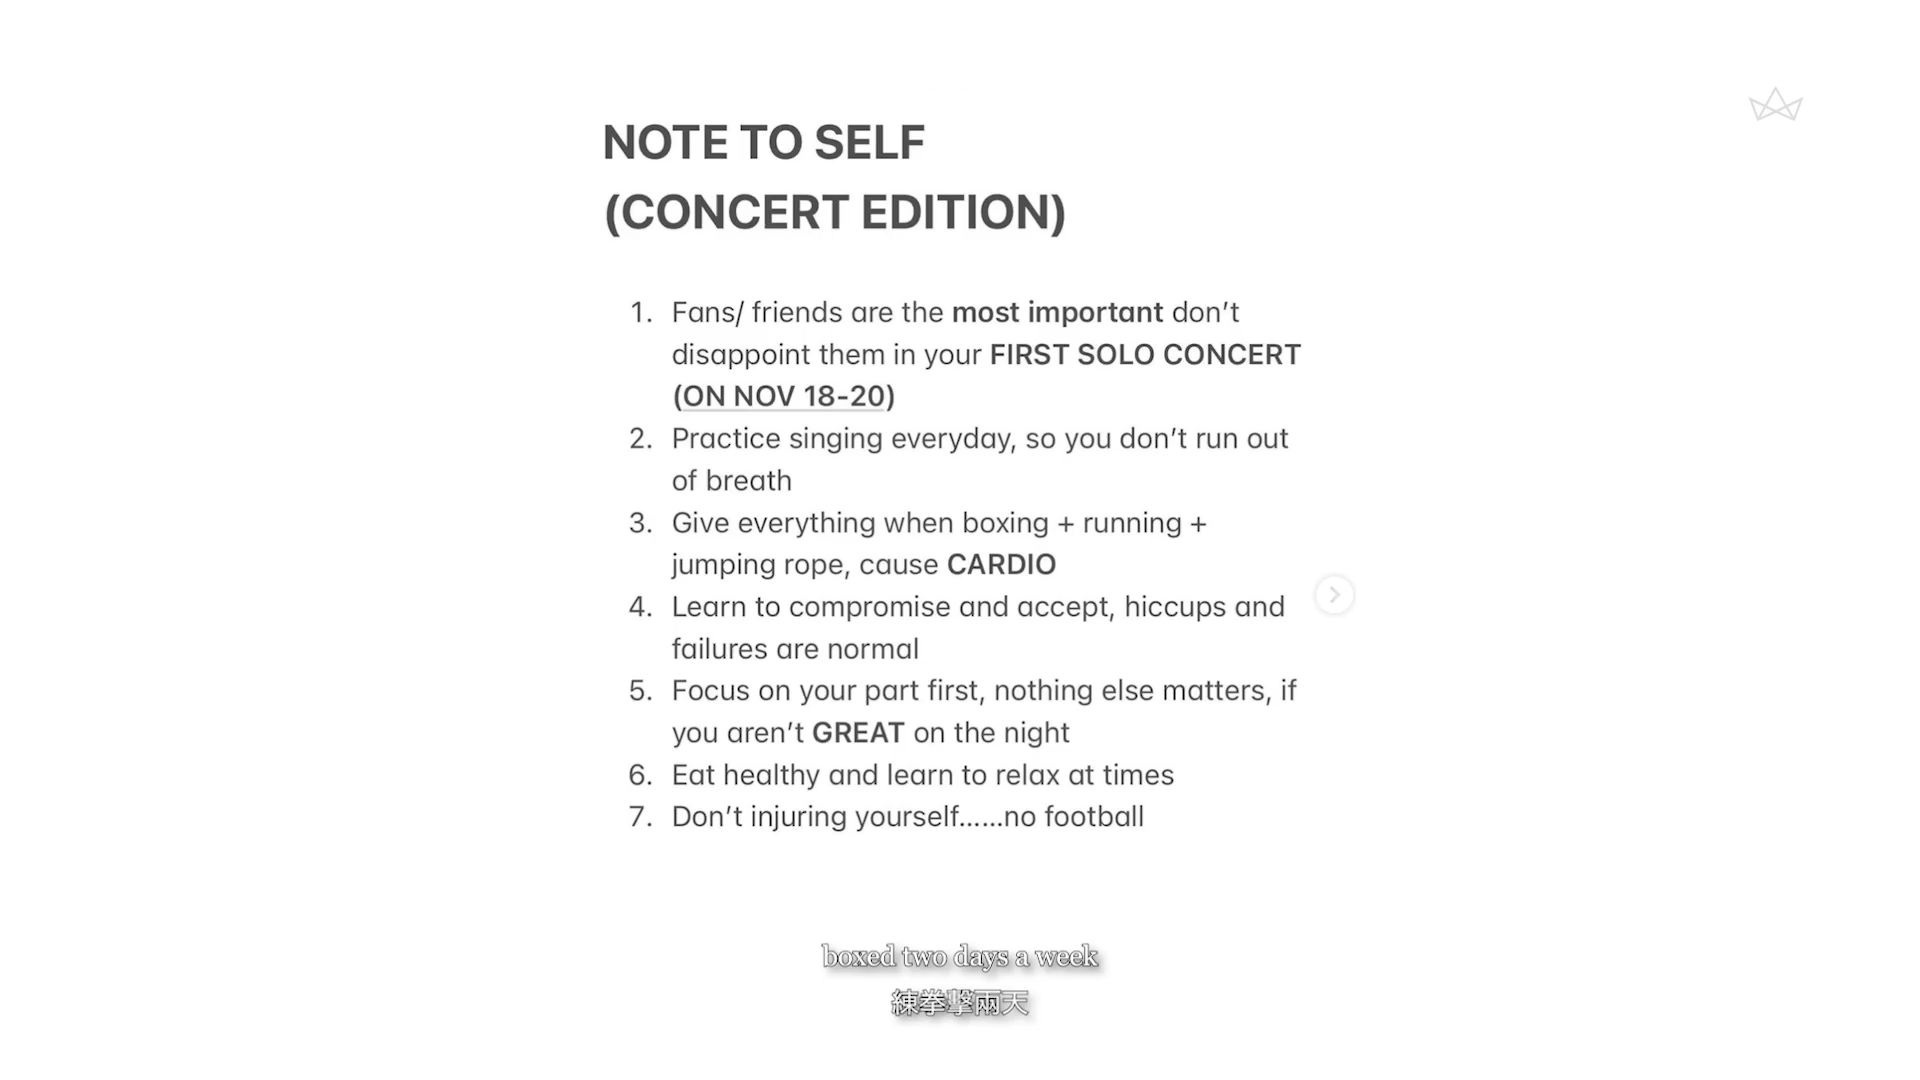 NOTE TO SELF
(CONCERT EDITION)
1. Fans/ friends are the most important don’t
disappoint them in your FIRST SOLO CONCERT
(ON NOV 18-20)
2. Practice singing everyday, so you don’t run out
of breath
3. Give everything when boxing + running +
jumping rope, cause CARDIO
4. Learn to compromise and accept, hiccups and
failures are normal
5. Focus on your part first, nothing else matters, if
you aren’t GREAT on the night
6. Eat healthy and learn to relax at times
7. Don’t injuring yourself......no football
boxed two days a week
練拳擊兩天